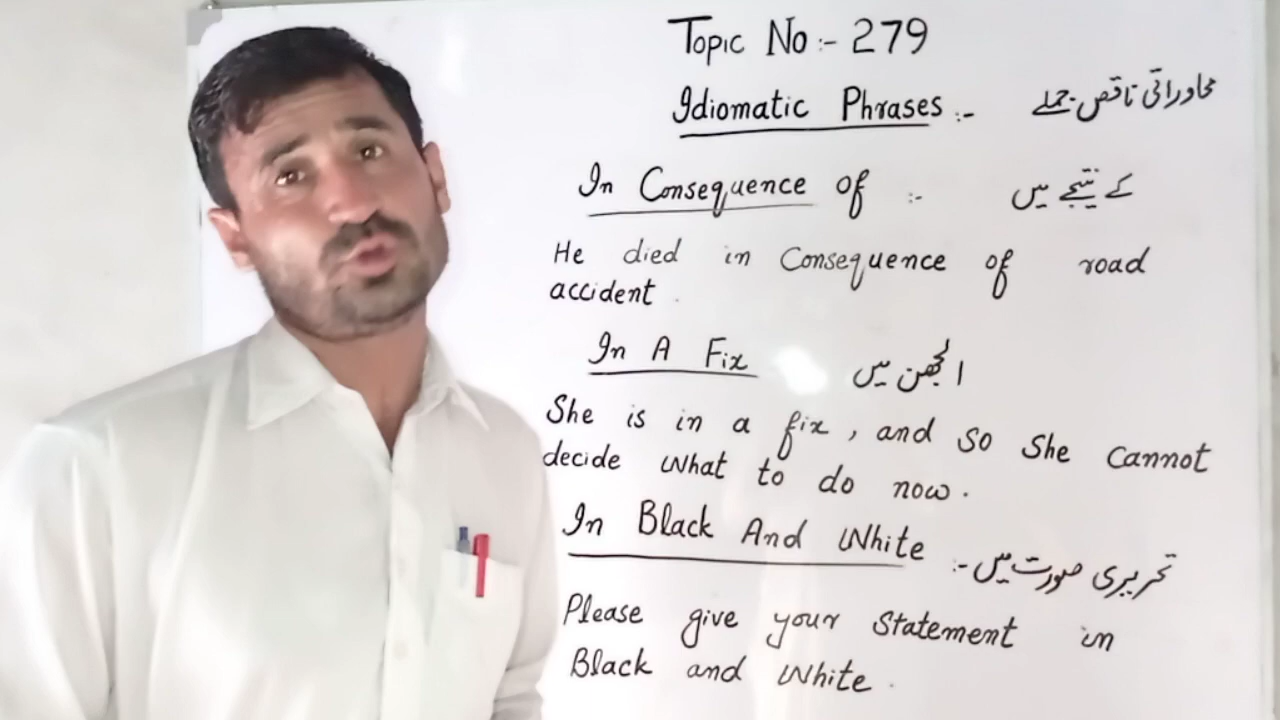 Topic No :- 279
Idiomatic Phrases :- محاوراتی ناقص جملے
In Consequence of :- کے نتیجے میں
He died in Consequence of road
accident .
In A Fix الجھن میں
She is in a fix , and so She cannot
decide What to do now .
In Black And White :- تحریری صورت میں
Please give your Statement in
Black and White .